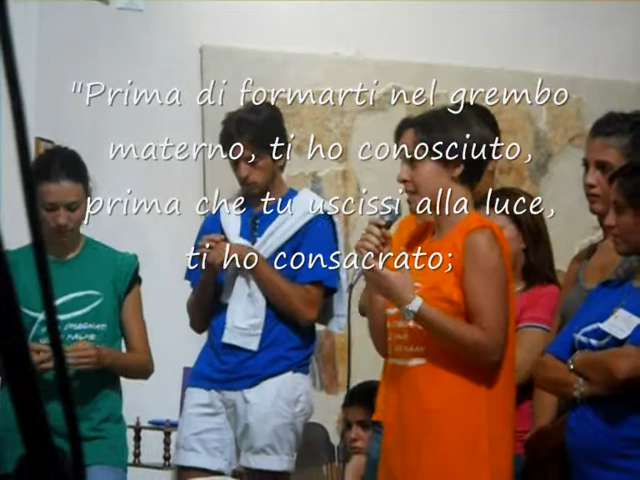 "Prima di formarti nel grembo
materno, ti ho conosciuto,
prima che tu uscissi alla luce,
ti ho consacrato;